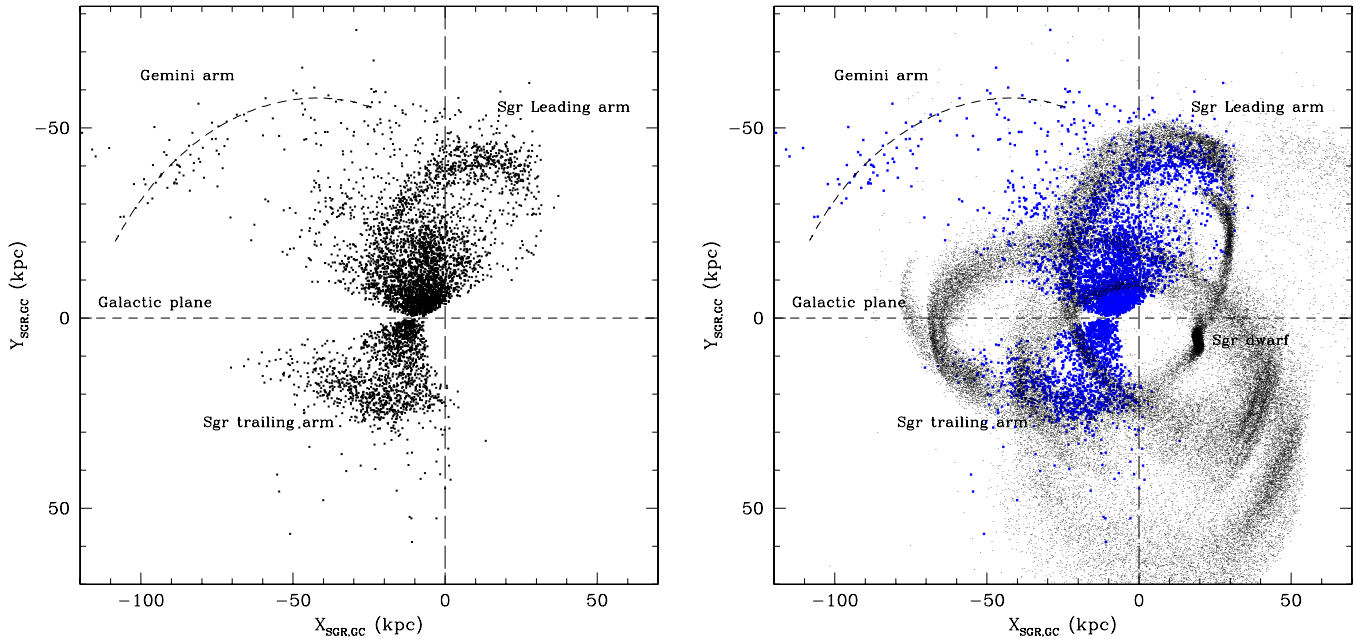 Gemini arm
Sgr Leading arm
Galactic plane
Sgr trailing arm
−50
0
50
Y_SGR,GC (kpc)
−100
−50
0
50
X_SGR,GC (kpc)
Gemini arm
Sgr Leading arm
Galactic plane
Sgr dwarf
Sgr trailing arm
−50
0
50
Y_SGR,GC (kpc)
−100
−50
0
50
X_SGR,GC (kpc)